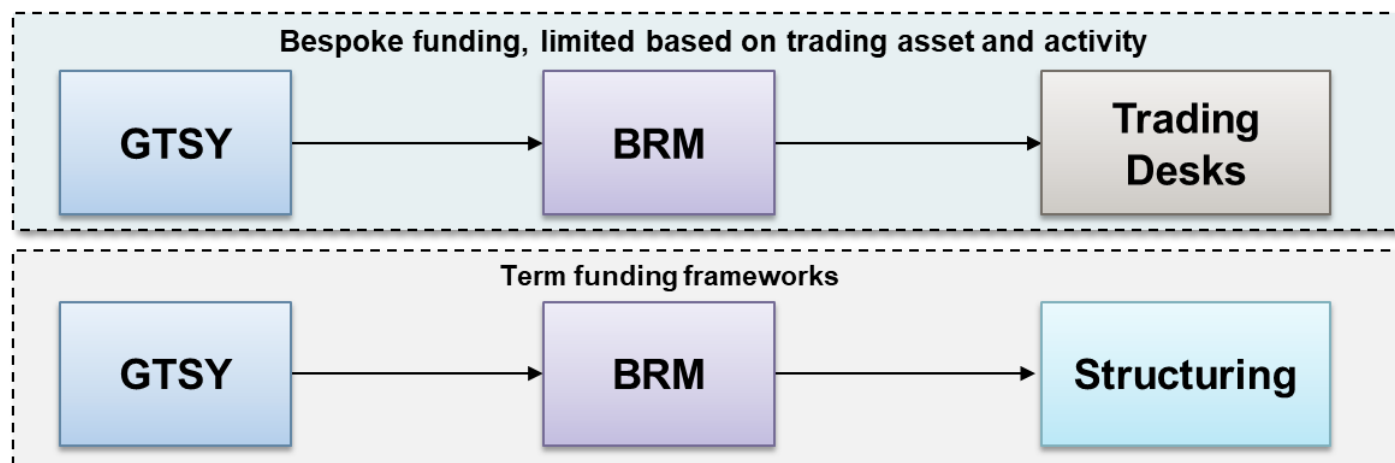 Bespoke funding, limited based on trading asset and activity
GTSY
BRM
Trading
Desks
Term funding frameworks
GTSY
BRM
Structuring